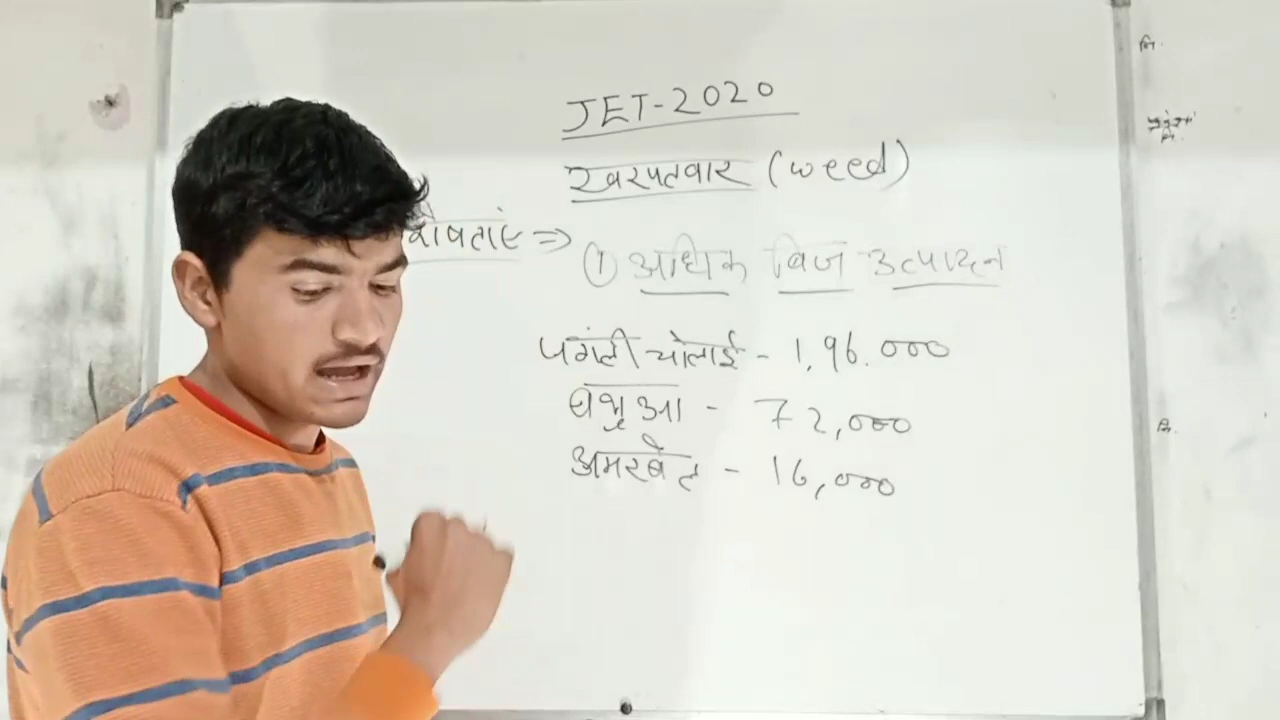 JET-2020
खरपतवार (weed)
शेषताएं ⇒
① अधिक बिज उत्पादन
जंगली चोलाई - 1,96.000
बथुआ - 72,000
अमरबेल - 16,000